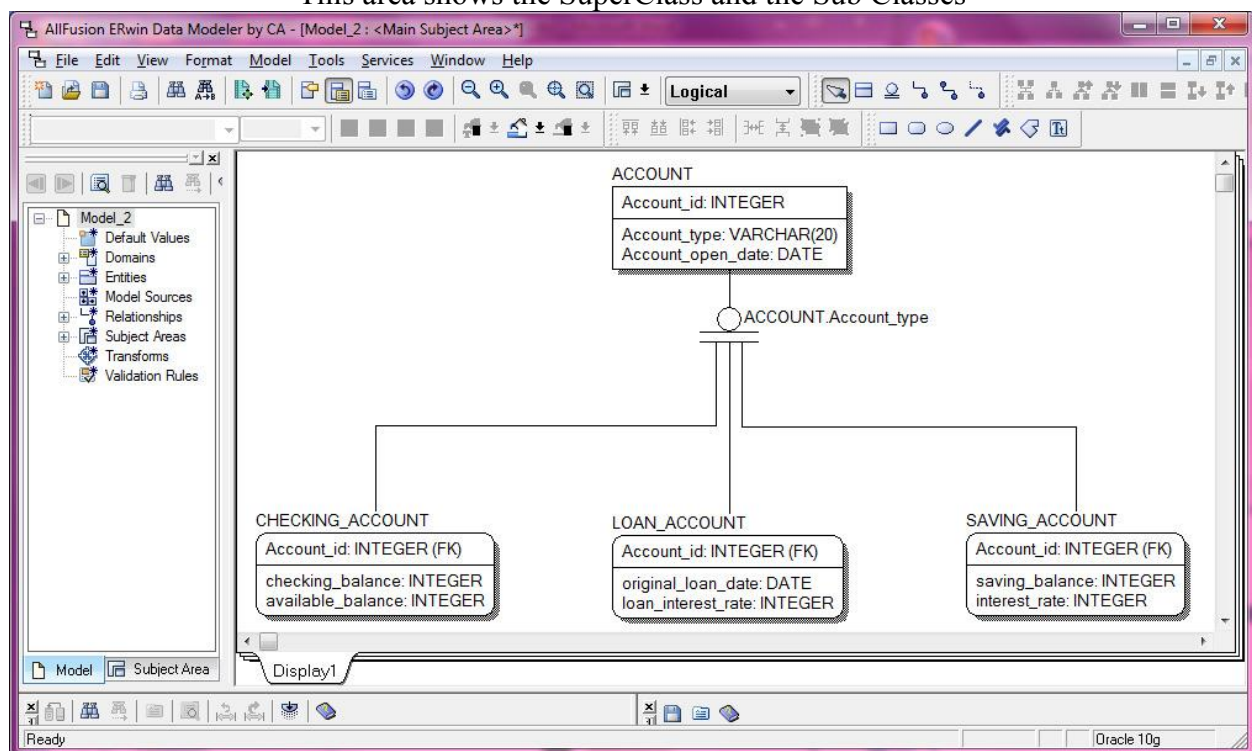 This area shows the SuperClass and the Sub Classes
AllFusion ERwin Data Modeler by CA - [Model_2 : <Main Subject Area>*]
File Edit View Format Model Tools Services Window Help
Logical
Model_2
Default Values
Domains
Entities
Model Sources
Relationships
Subject Areas
Transforms
Validation Rules
ACCOUNT
Account_id: INTEGER
Account_type: VARCHAR(20)
Account_open_date: DATE
ACCOUNT.Account_type
CHECKING_ACCOUNT
Account_id: INTEGER (FK)
checking_balance: INTEGER
available_balance: INTEGER
LOAN_ACCOUNT
Account_id: INTEGER (FK)
original_loan_date: DATE
loan_interest_rate: INTEGER
SAVING_ACCOUNT
Account_id: INTEGER (FK)
saving_balance: INTEGER
interest_rate: INTEGER
Model Subject Area
Display1
Ready
Oracle 10g